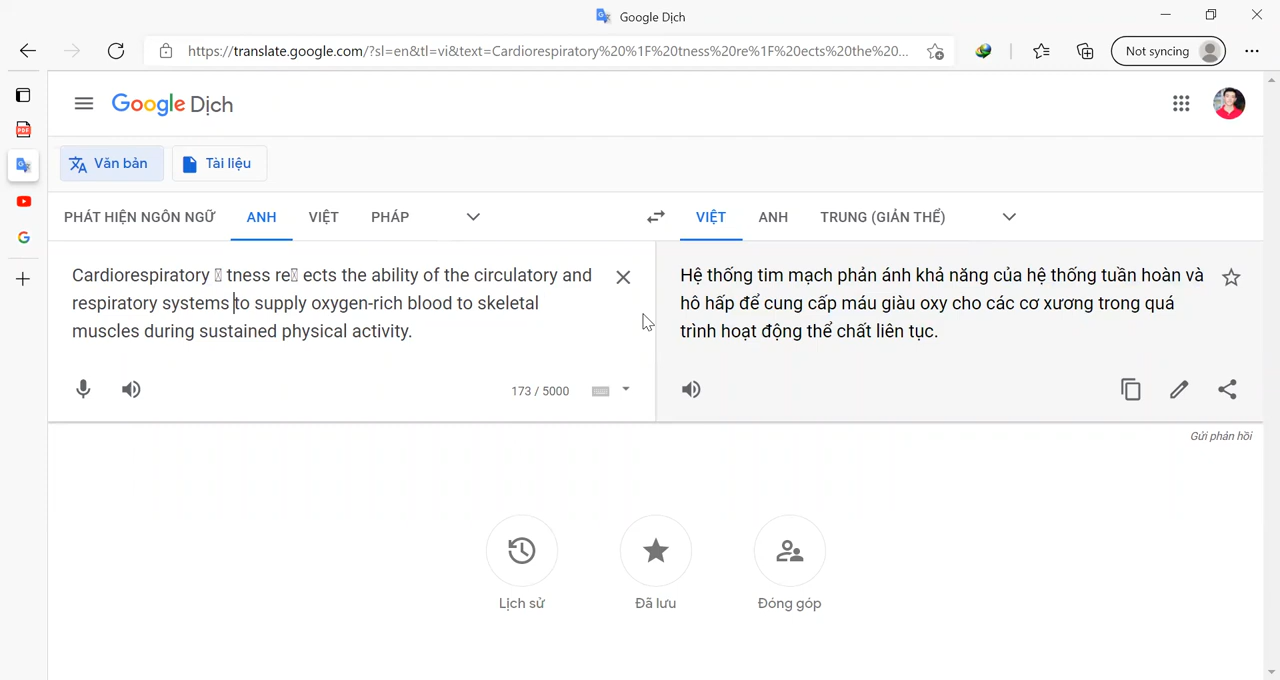 Google Dịch
https://translate.google.com/?sl=en&tl=vi&text=Cardiorespiratory%20%1F%20tness%20re%1F%20ects%20the%20...
Not syncing
Google Dịch
Văn bản
Tài liệu
PHÁT HIỆN NGÔN NGỮ ANH VIỆT PHÁP
VIỆT ANH TRUNG (GIẢN THỂ)
Cardiorespiratory tness re ects the ability of the circulatory and
respiratory systems to supply oxygen-rich blood to skeletal
muscles during sustained physical activity.
173 / 5000
Hệ thống tim mạch phản ánh khả năng của hệ thống tuần hoàn và
hô hấp để cung cấp máu giàu oxy cho các cơ xương trong quá
trình hoạt động thể chất liên tục.
Gửi phản hồi
Lịch sử
Đã lưu
Đóng góp